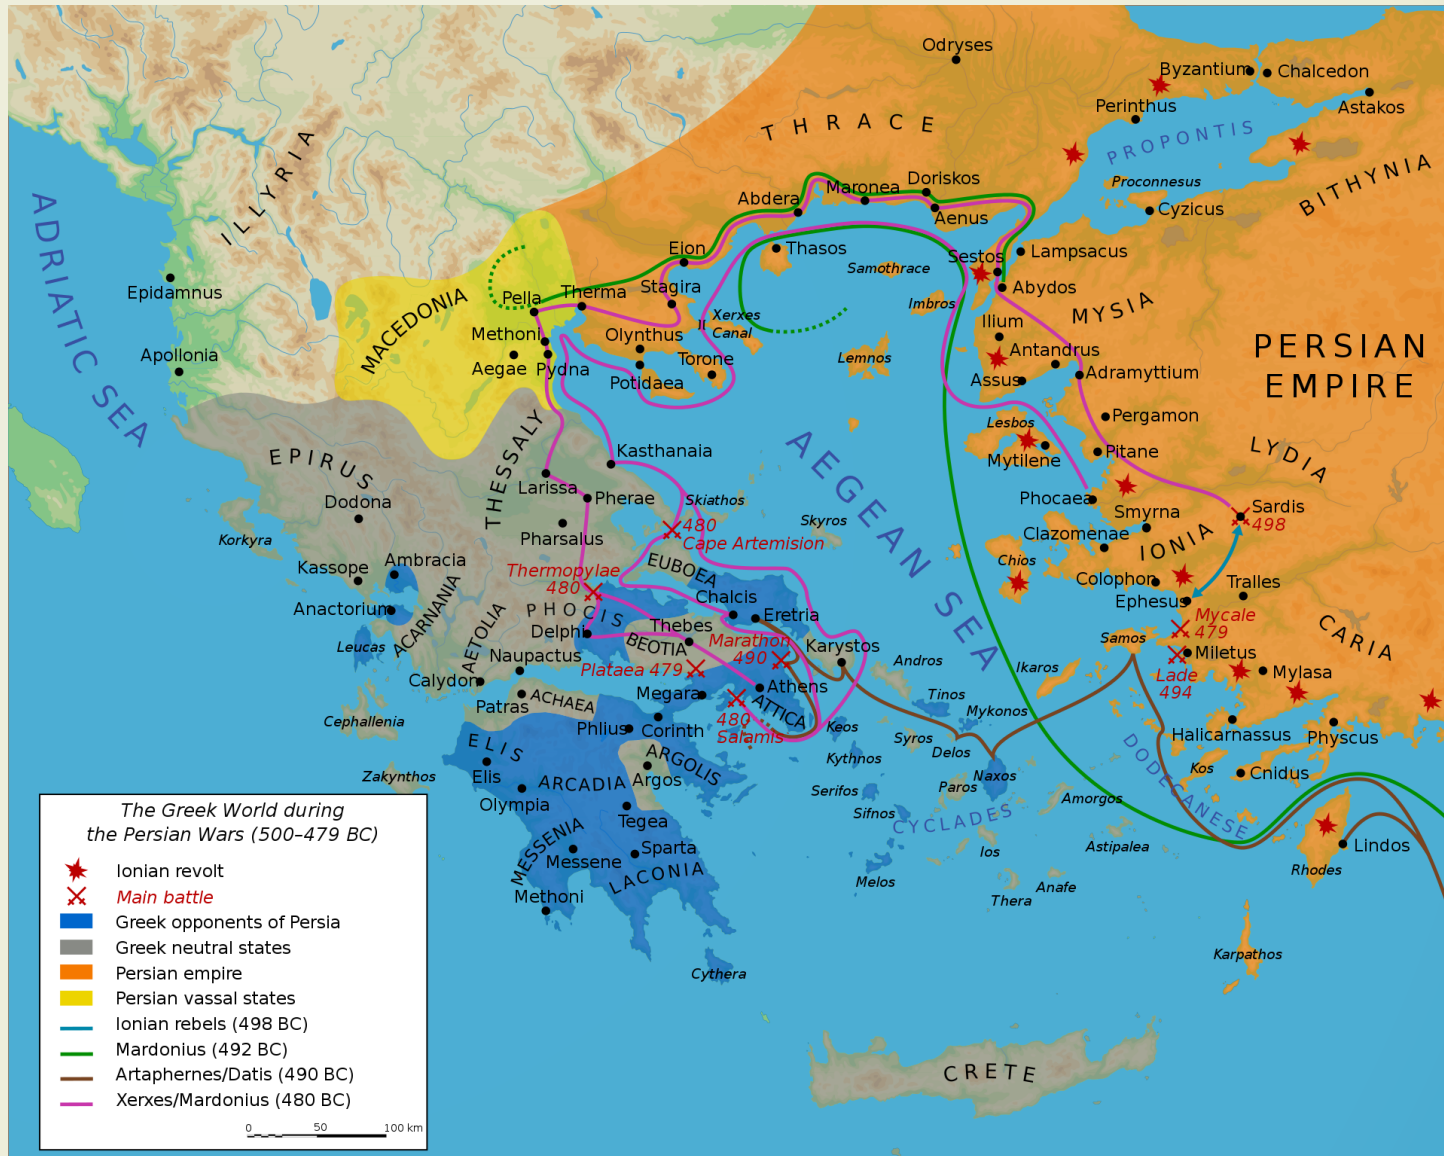 Odryses
Byzantium
Chalcedon
Astakos
Perinthus
THRACE
PROPONTIS
BITHYNIA
ILLYRIA
ADRIATIC SEA
Proconnesus
Cyzicus
Doriskos
Maronea
Abdera
Aenus
Eion
Thasos
Samothrace
Sestos
Lampsacus
Epidamnus
Pella
Therma
Stagira
Abydos
Imbros
Xerxes
Canal
MYSIA
MACEDONIA
Methoni
Olynthus
Ilium
PERSIAN
EMPIRE
Apollonia
Aegae
Pydna
Torone
Potidaea
Lemnos
Antandrus
Assus
Adramyttium
Pergamon
Lesbos
Mytilene
Pitane
LYDIA
THESSALY
EPIRUS
Dodona
Kasthanaia
AEGEAN SEA
Larissa
Pherae
Skiathos
Phocaea
Sardis
498
Smyrna
Pharsalus
480
Cape Artemision
Skyros
Clazomenae
IONIA
Korkyra
Kassope
Ambracia
Thermopylae
480
EUBOEA
Chios
Colophon
Tralles
Anactorium
ACARNANIA
AETOLIA
PHOCIS
Chalcis
Eretria
Ephesus
Mycale
479
Delphi
BEOTIA
Thebes
Marathon
490
Karystos
Samos
CARIA
Leucas
Naupactus
Plataea 479
Andros
Ikaros
Miletus
Lade
494
Mylasa
Calydon
Patras
ACHAEA
Megara
Athens
ATTICA
Tinos
Mykonos
Cephallenia
Phlius
Corinth
480
Salamis
Keos
Syros
Delos
Halicarnassus
Physcus
ELIS
Elis
ARGOLIS
Argos
Kythnos
DODECANESE
Kos
Cnidus
Zakynthos
ARCADIA
Olympia
Serifos
Paros
Naxos
Amorgos
Tegea
Sifnos
CYCLADES
MESSENIA
Messene
Sparta
LACONIA
Ios
Astipalea
Lindos
Rhodes
Melos
Anafe
Thera
Methoni
Cythera
Karpathos
CRETE
The Greek World during
the Persian Wars (500–479 BC)
Ionian revolt
Main battle
Greek opponents of Persia
Greek neutral states
Persian empire
Persian vassal states
Ionian rebels (498 BC)
Mardonius (492 BC)
Artaphernes/Datis (490 BC)
Xerxes/Mardonius (480 BC)
0 50 100 km